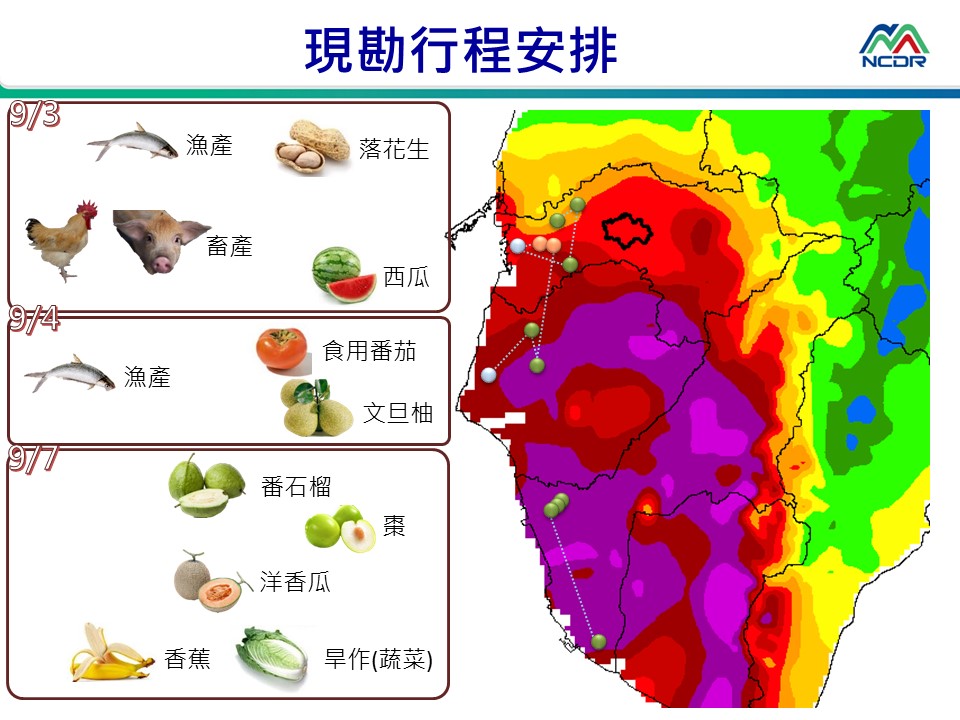 現勘行程安排
NCDR
9/3
漁產
落花生
畜產
西瓜
9/4
食用番茄
漁產
文旦柚
9/7
番石榴
棗
洋香瓜
香蕉
旱作(蔬菜)